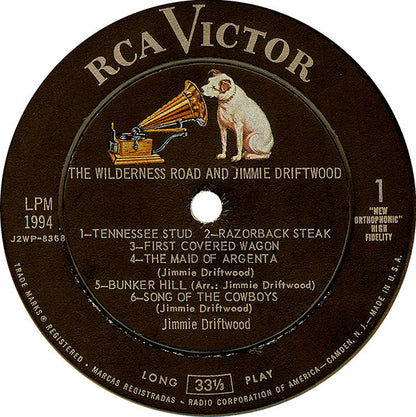 RCA VICTOR
THE WILDERNESS ROAD AND JIMMIE DRIFTWOOD
LPM
1994
J2WP-8368
1
"NEW
ORTHOPHONIC"
HIGH
FIDELITY
1—TENNESSEE STUD 2—RAZORBACK STEAK
3—FIRST COVERED WAGON
4—THE MAID OF ARGENTA
(Jimmie Driftwood)
5—BUNKER HILL (Arr.: Jimmie Driftwood)
6—SONG OF THE COWBOYS
(Jimmie Driftwood)
Jimmie Driftwood
LONG 33⅓ PLAY
TRADE MARKS ® REGISTERED • MARCAS REGISTRADAS • RADIO CORPORATION OF AMERICA—CAMDEN, N.J.—MADE IN U.S.A.